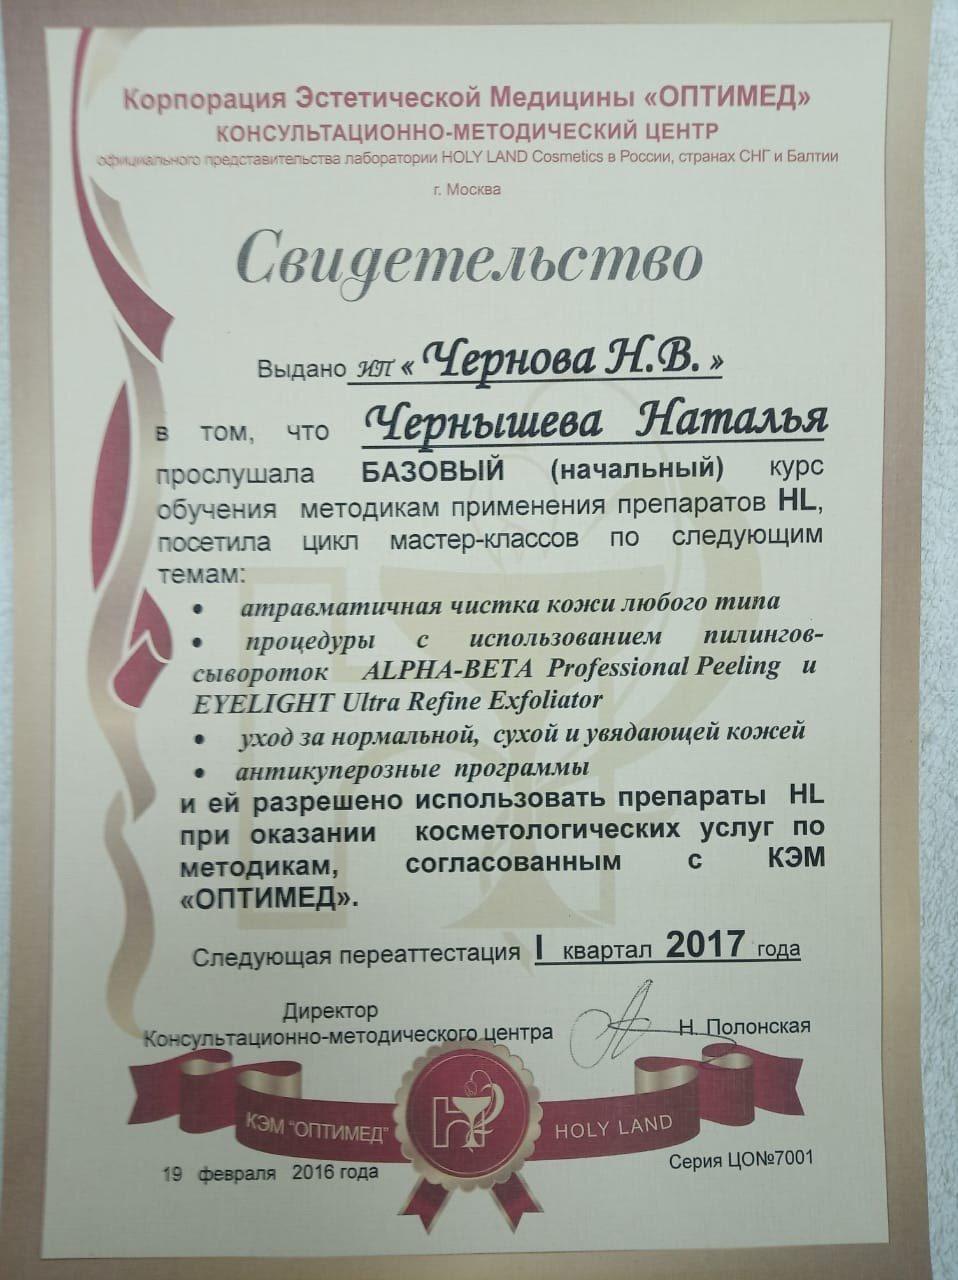 Корпорация Эстетической Медицины «ОПТИМЕД»
КОНСУЛЬТАЦИОННО-МЕТОДИЧЕСКИЙ ЦЕНТР
официального представительства лаборатории HOLY LAND Cosmetics в России, странах СНГ и Балтии
г. Москва
Свидетельство
Выдано ИП « Чернова Н.В. »
в том, что Чернышева Наталья
прослушала БАЗОВЫЙ (начальный) курс
обучения методикам применения препаратов HL,
посетила цикл мастер-классов по следующим
темам:
• атравматичная чистка кожи любого типа
• процедуры с использованием пилингов-
сывороток ALPHA-BETA Professional Peeling и
EYELIGHT Ultra Refine Exfoliator
• уход за нормальной, сухой и увядающей кожей
• антикуперозные программы
и ей разрешено использовать препараты HL
при оказании косметологических услуг по
методикам, согласованным с КЭМ
«ОПТИМЕД».
Следующая переаттестация I квартал 2017 года
Директор
Консультационно-методического центра Н. Полонская
КЭМ "ОПТИМЕД" HOLY LAND
19 февраля 2016 года Серия ЦО№7001